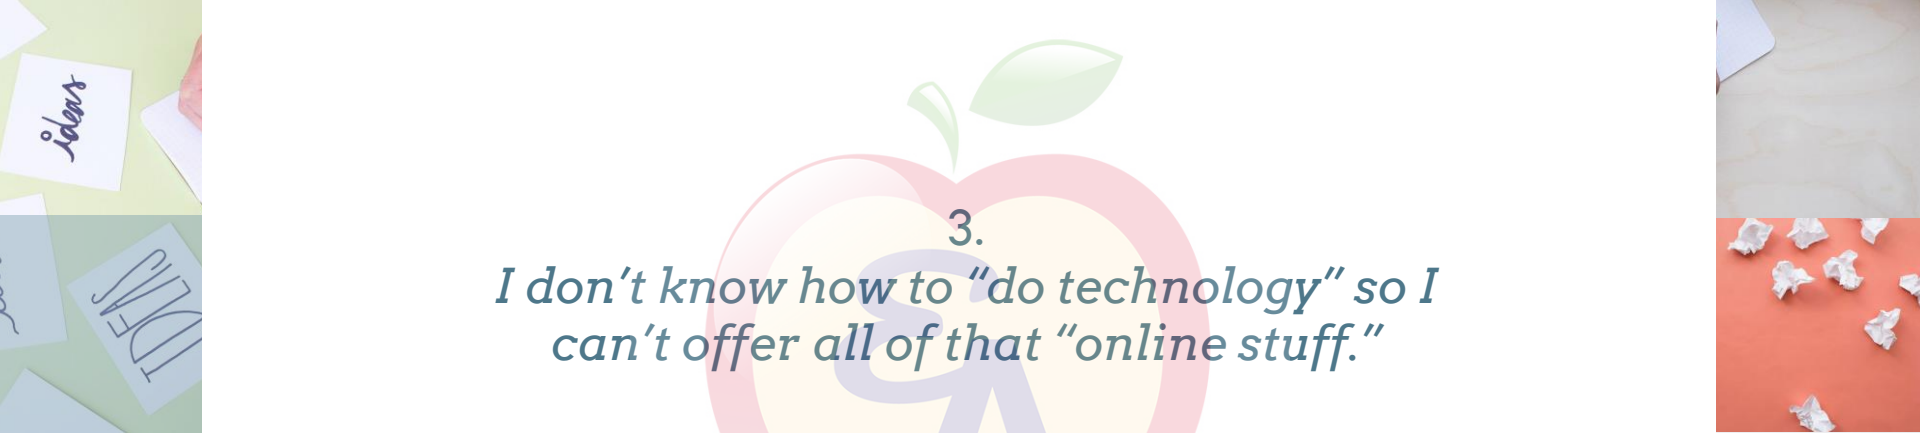 ideas
IDEAS
3.
I don’t know how to “do technology” so I
can’t offer all of that “online stuff.”